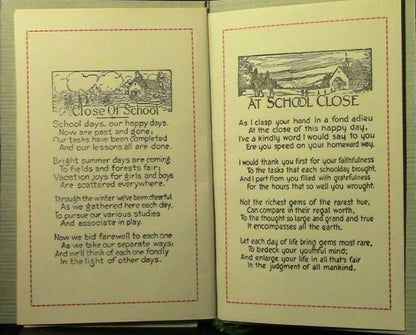 Close Of School
School days, our happy days,
Now are past and gone;
Our tasks have been completed
And our lessons all are done.
Bright summer days are coming
To fields and forests fair;
Vacation joys for girls and boys
Are scattered everywhere.
Through the winter we've been cheerful
As we gathered here each day,
To pursue our various studies
And associate in play.
Now we bid farewell to each one
As we take our separate ways;
And we'll think of each one fondly
In the light of other days.
AT SCHOOL CLOSE
As I clasp your hand in a fond adieu
At the close of this happy day,
I've a kindly word I would say to you
Ere you speed on your homeward way.
I would thank you first for your faithfulness
To the tasks that each schoolday brought,
And I part from you filled with gratefulness
For the hours that so well you wrought.
Not the richest gems of the rarest hue,
Can compare in their regal worth,
To the thought so large and grand and true
It encompasses all the earth.
Let each day of life bring gems most rare,
To bedeck your youthful mind;
And enlarge your life in all that's fair
In the judgment of all mankind.